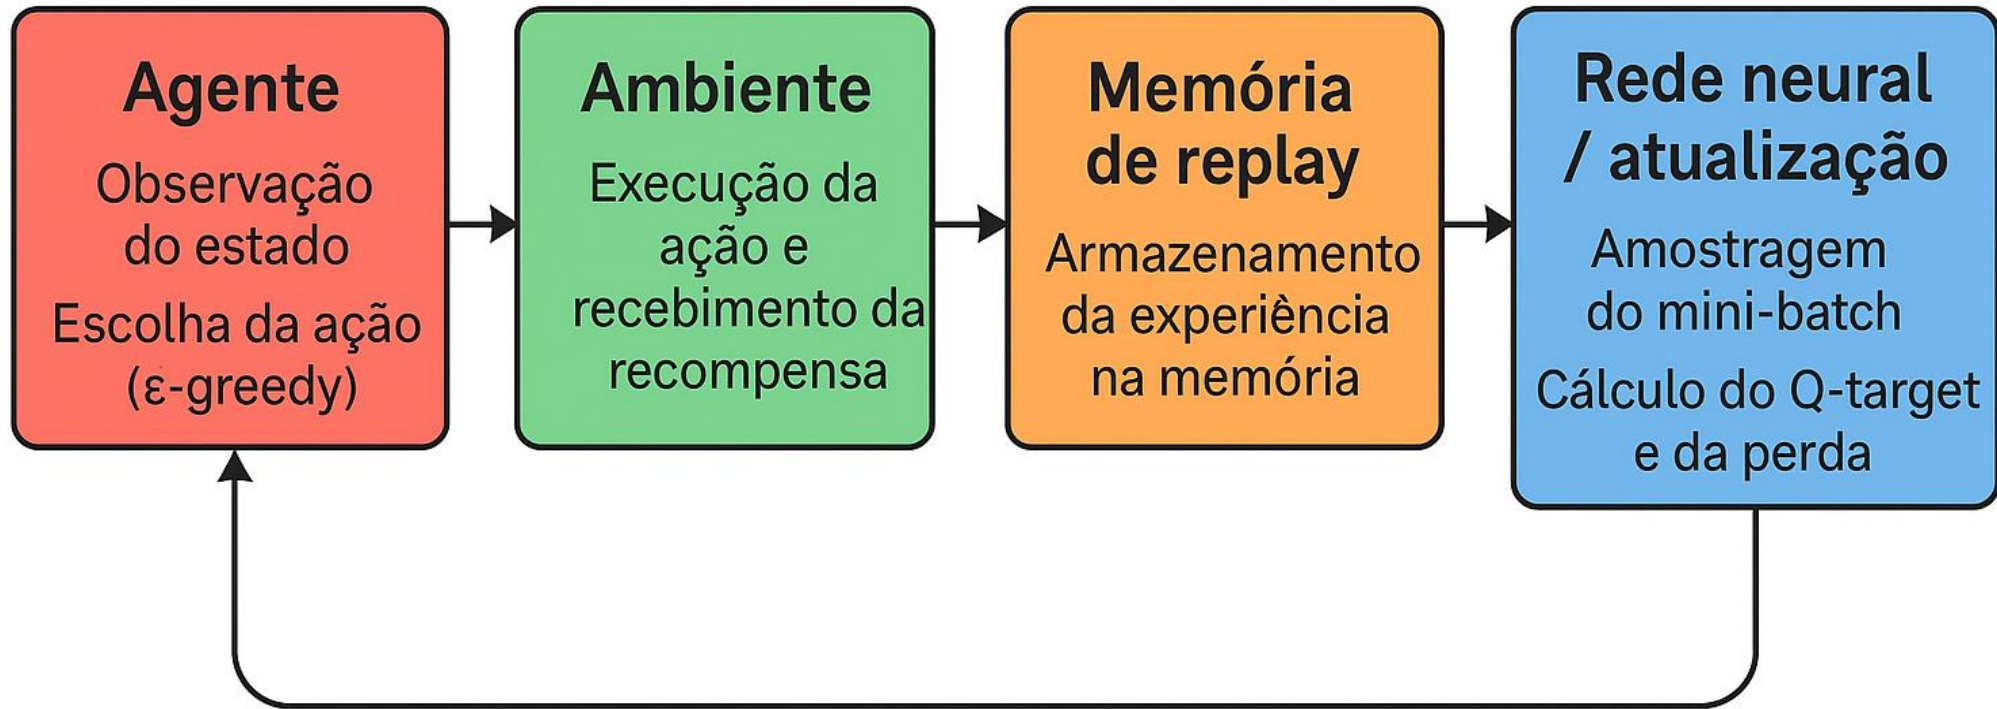 Agente
Observação
do estado
Escolha da ação
(ε-greedy)
Ambiente
Execução da
ação e
recebimento da
recompensa
Memória
de replay
Armazenamento
da experiència
na memória
Rede neural
/ atualização
Amostragem
do mini-batch
Cálculo do Q-target
e da perda